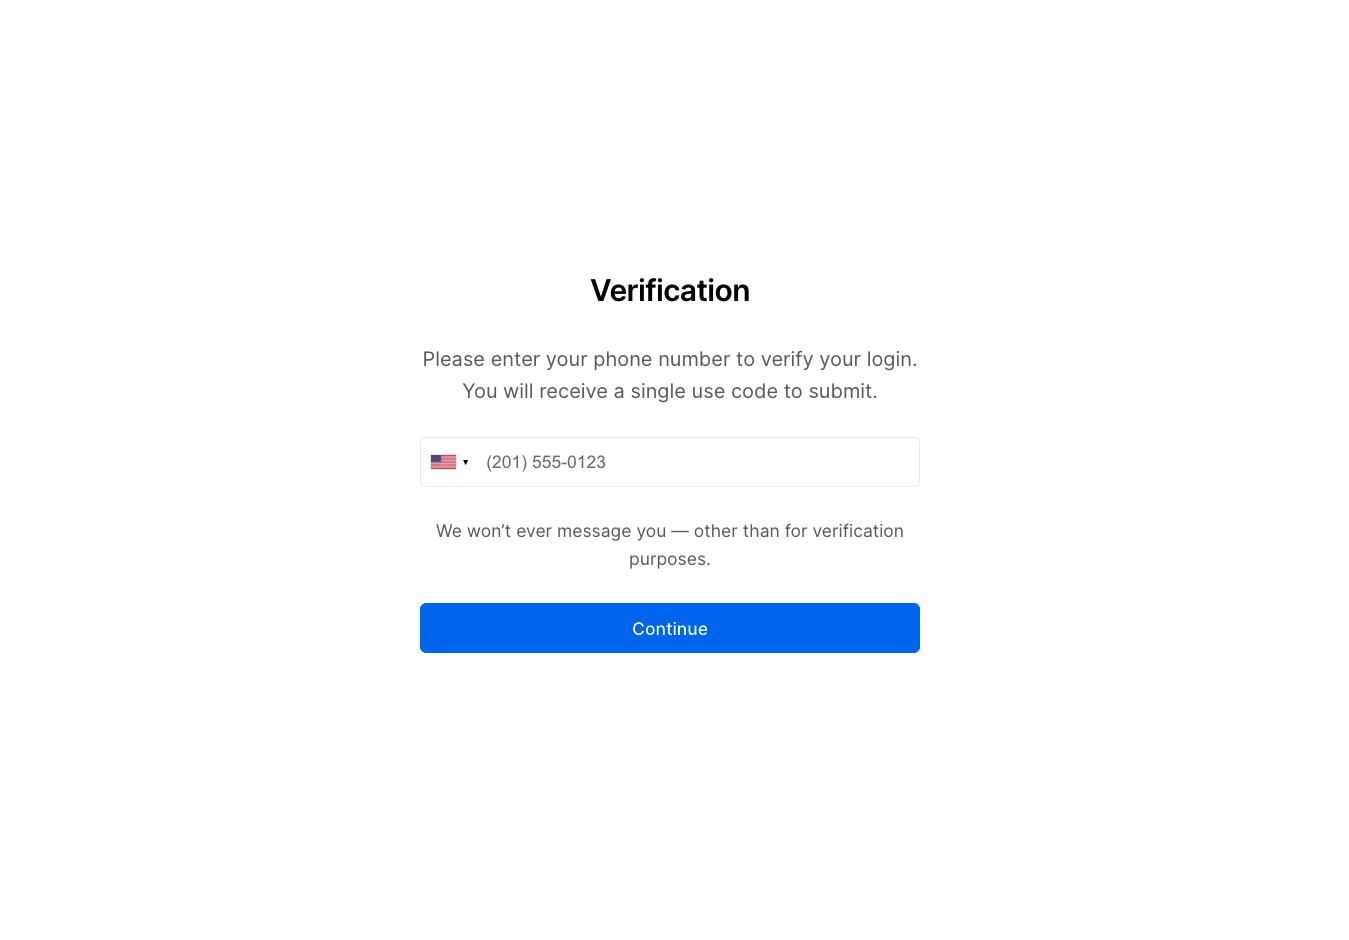 Verification
Please enter your phone number to verify your login.
You will receive a single use code to submit.
(201) 555-0123
We won’t ever message you — other than for verification
purposes.
Continue